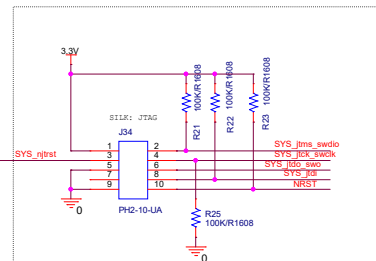 3.3V
100K/R1608
100K/R1608
100K/R1608
R21
R22
R23
SILK: JTAG
J34
SYS_njtrst
1 2
3 4
5 6
7 8
9 10
SYS_jtms_swdio
SYS_jtck_swclk
SYS_jtdo_swo
SYS_jtdi
NRST
PH2-10-UA
0
R25
100K/R1608
0